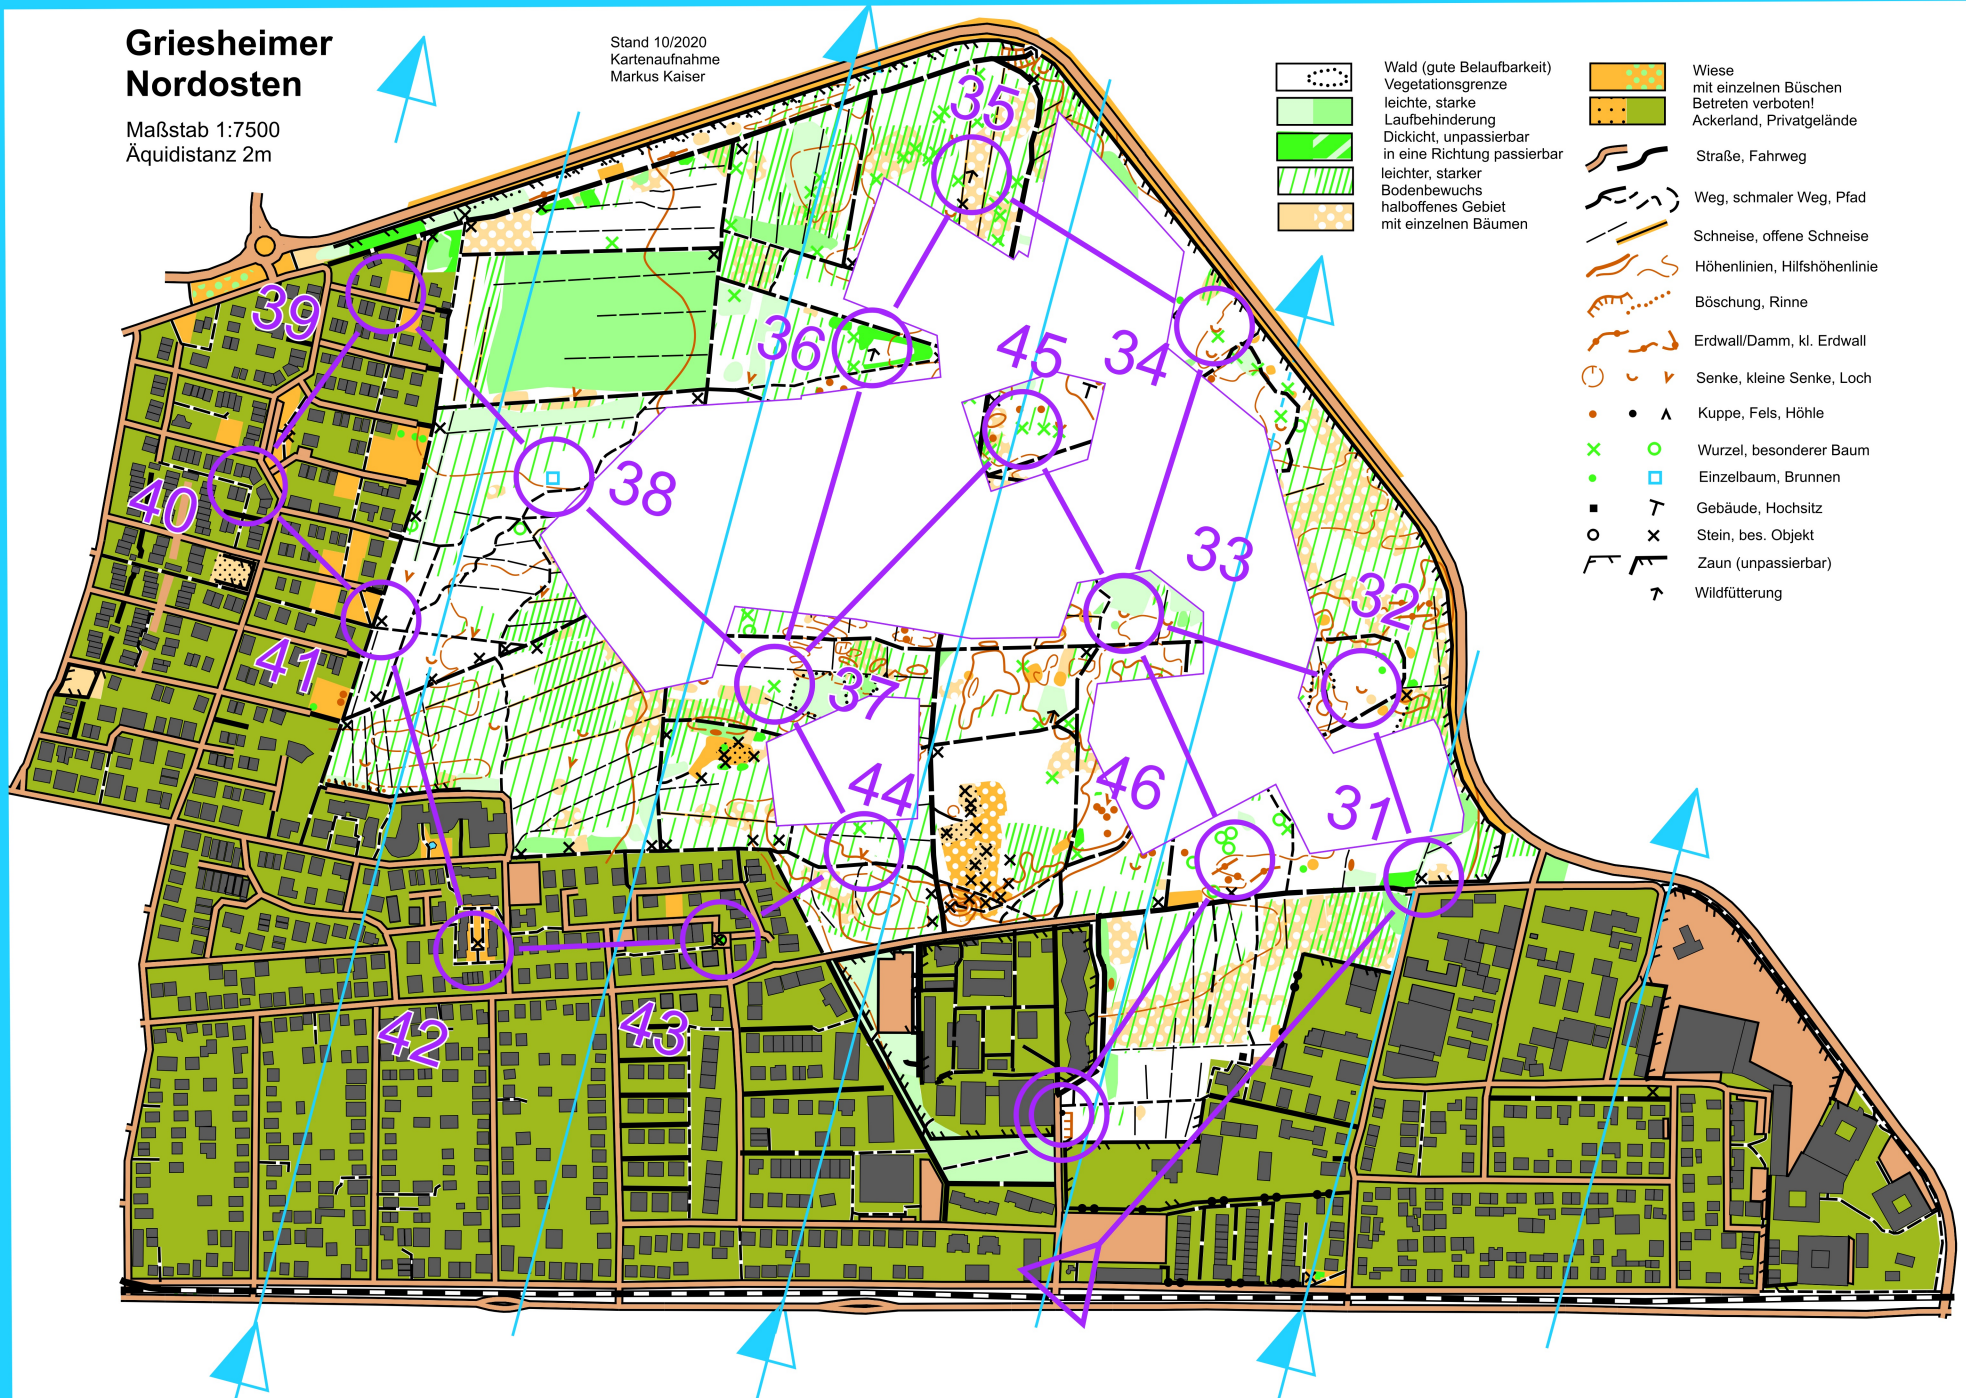 Griesheimer
Nordosten
Maßstab 1:7500
Äquidistanz 2m
Stand 10/2020
Kartenaufnahme
Markus Kaiser
Wald (gute Belaufbarkeit)
Vegetationsgrenze
leichte, starke
Laufbehinderung
Dickicht, unpassierbar
in eine Richtung passierbar
leichter, starker
Bodenbewuchs
halboffenes Gebiet
mit einzelnen Bäumen
Wiese
mit einzelnen Büschen
Betreten verboten!
Ackerland, Privatgelände
Straße, Fahrweg
Weg, schmaler Weg, Pfad
Schneise, offene Schneise
Höhenlinien, Hilfshöhenlinie
Böschung, Rinne
Erdwall/Damm, kl. Erdwall
Senke, kleine Senke, Loch
Kuppe, Fels, Höhle
Wurzel, besonderer Baum
Einzelbaum, Brunnen
Gebäude, Hochsitz
Stein, bes. Objekt
Zaun (unpassierbar)
Wildfütterung
35
39
36
45
34
38
40
33
32
41
37
44
46
31
42
43